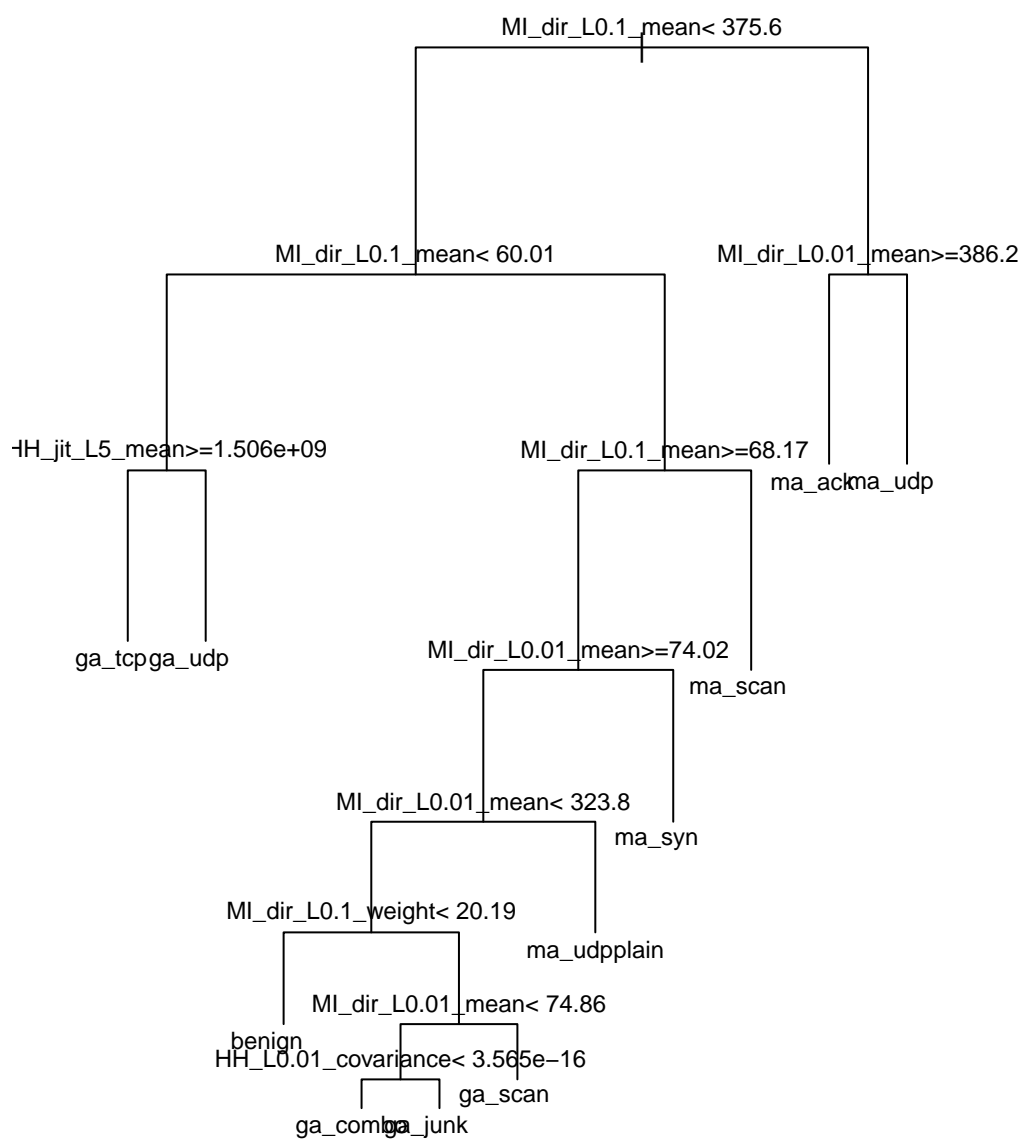 MI_dir_L0.1_mean< 375.6
MI_dir_L0.1_mean< 60.01
MI_dir_L0.01_mean>=386.2
HH_jit_L5_mean>=1.506e+09
MI_dir_L0.1_mean>=68.17
ma_ack
ma_udp
ga_tcp
ga_udp
MI_dir_L0.01_mean>=74.02
ma_scan
MI_dir_L0.01_mean< 323.8
ma_syn
MI_dir_L0.1_weight< 20.19
ma_udpplain
MI_dir_L0.01_mean< 74.86
benign
HH_L0.01_covariance< 3.565e−16
ga_scan
ga_combo
ga_junk